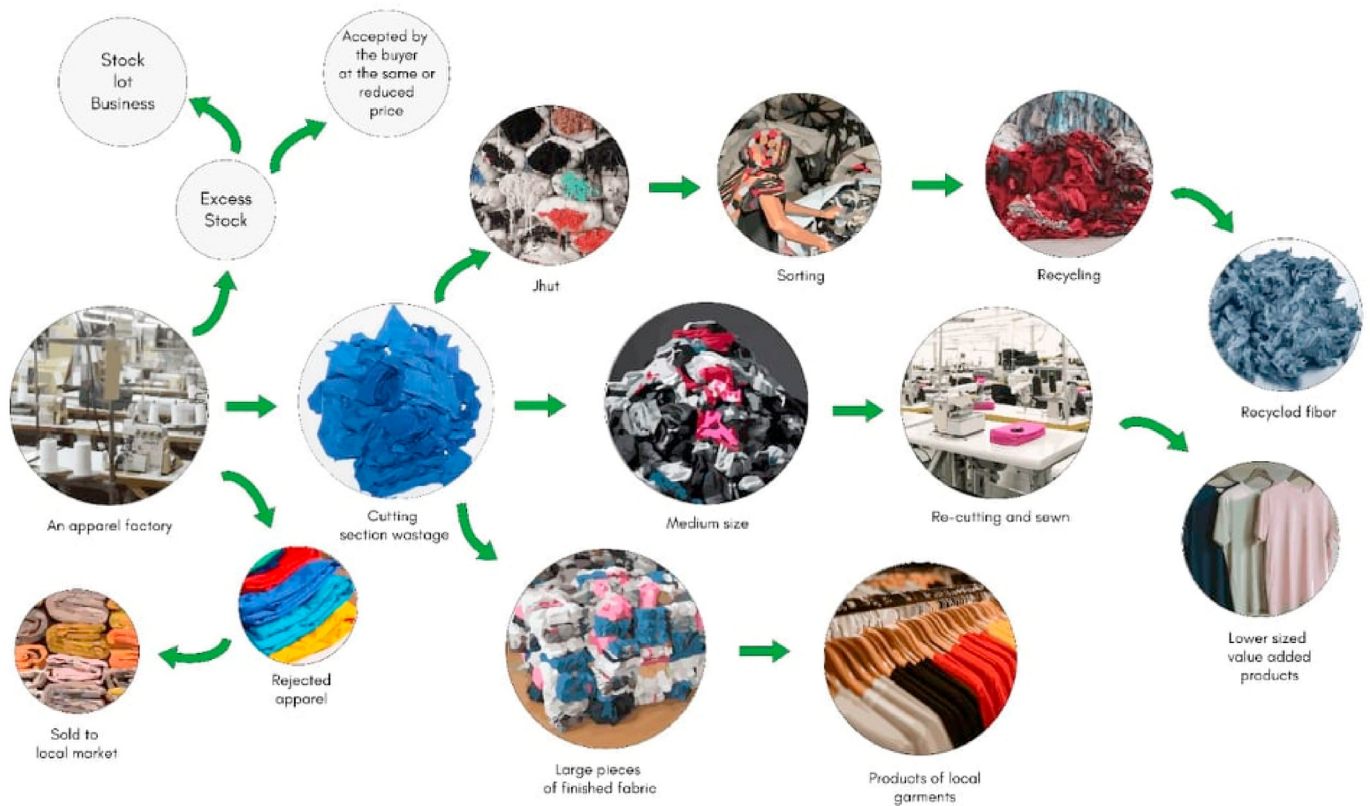 Stock
lot
Business
Accepted by
the buyer
at the same or
reduced
price
Excess
Stock
Jhut
Sorting
Recycling
Recycled fiber
An apparel factory
Cutting
section wastage
Medium size
Re-cutting and sewn
Lower sized
value added
products
Rejected
apparel
Sold to
local market
Large pieces
of finished fabric
Products of local
garments